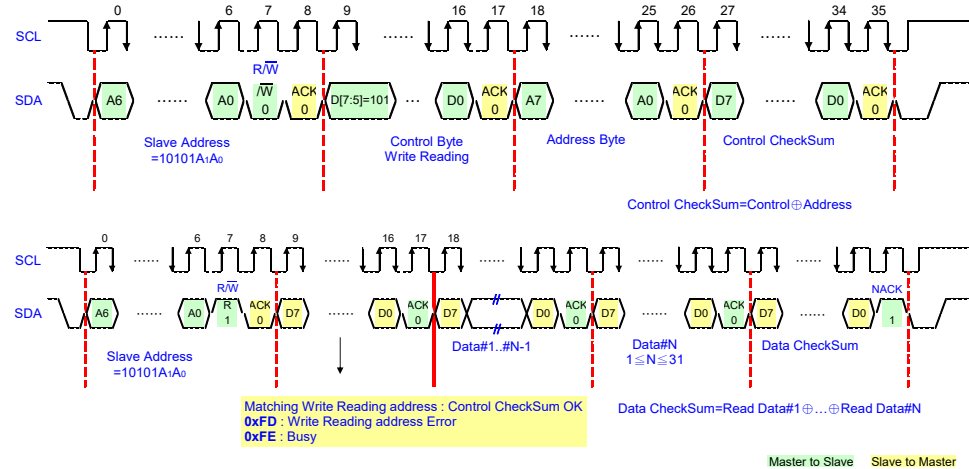 0 6 7 8 9 16 17 18 25 26 27 34 35
SCL ...... ...... ...... ......
R/W̅
SDA A6 ...... A0 /W̅ 0 ACK 0 D[7:5]=101 ... D0 ACK 0 A7 ...... A0 ACK 0 D7 ...... D0 ACK 0
Slave Address
=10101A₁A₀
Control Byte
Write Reading
Address Byte
Control CheckSum
Control CheckSum=Control⊕Address
0 6 7 8 9 16 17 18
SCL ...... ...... ...... ...... ......
R/W̅
NACK
SDA A6 ...... A0 R 1 ACK 0 D7 ...... D0 ACK 0 D7 // D0 ACK 0 D7 ...... D0 ACK 0 D7 ...... D0 1
Slave Address
=10101A₁A₀
Data#1..#N-1
Data#N
1≦N≦31
Data CheckSum
Matching Write Reading address : Control CheckSum OK
0xFD : Write Reading address Error
0xFE : Busy
Data CheckSum=Read Data#1⊕…⊕Read Data#N
Master to Slave
Slave to Master